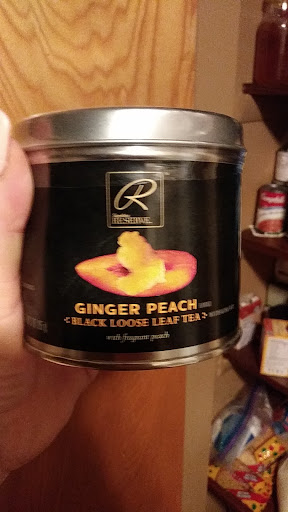 R
RESERVE
GINGER PEACH
BLACK LOOSE LEAF TEA
with fragrant peach